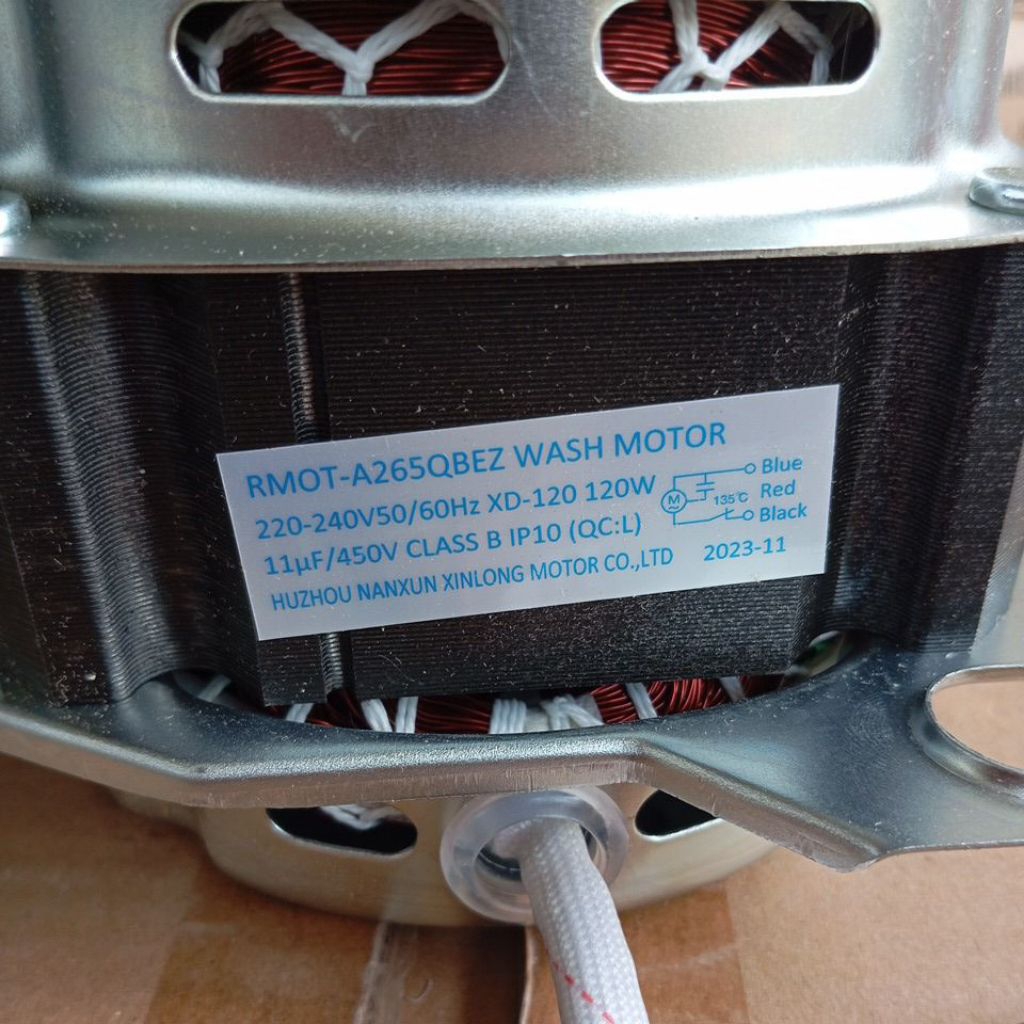 RMOT-A265QBEZ WASH MOTOR
220-240V50/60Hz XD-120 120W
11μF/450V CLASS B IP10 (QC:L)
HUZHOU NANXUN XINLONG MOTOR CO.,LTD 2023-11
M
~
135℃
Blue
Red
Black